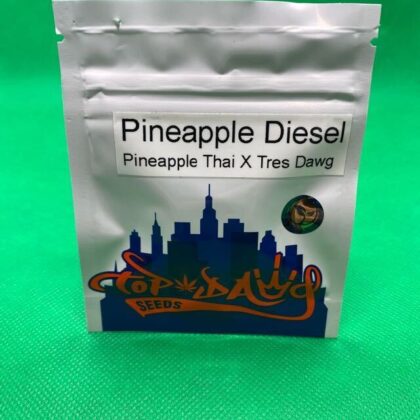 Pineapple Diesel
Pineapple Thai X Tres Dawg
TOP DAWG
SEEDS